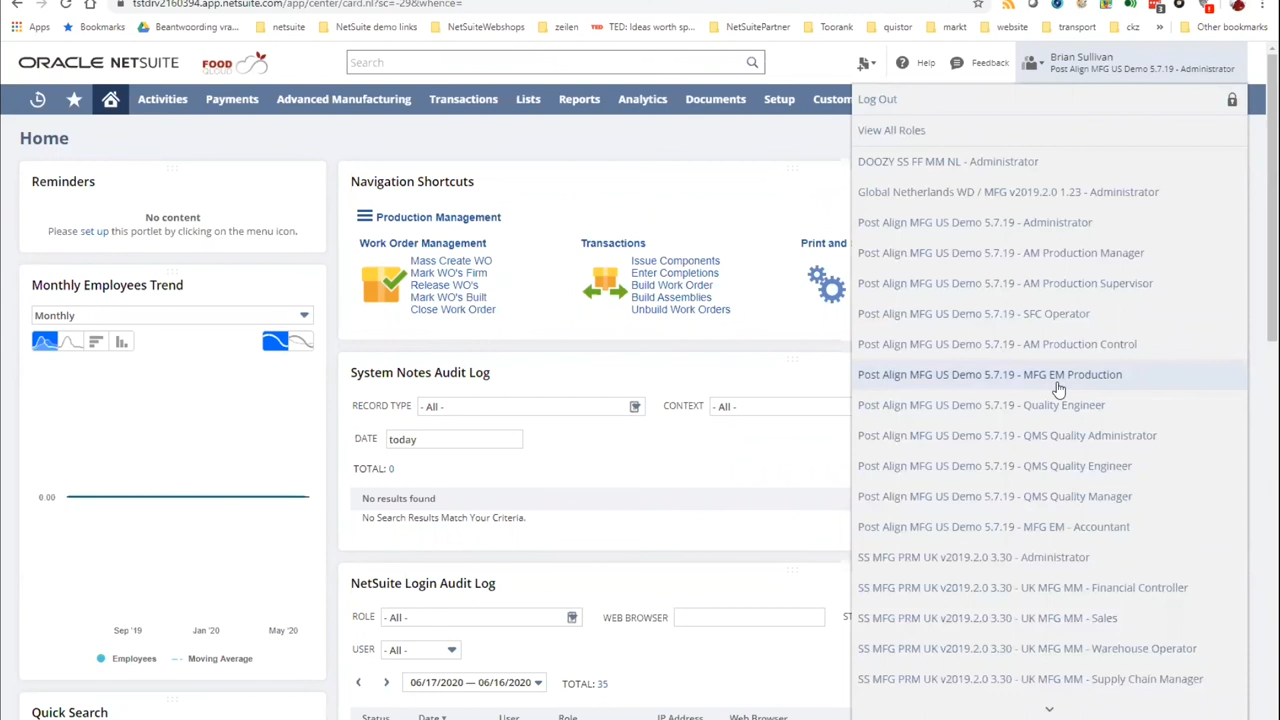 tstdrv2160394.app.netsuite.com/app/center/card.nl?sc=-29&whence=
Apps Bookmarks Beantwoording vra... netsuite NetSuite demo links NetSuiteWebshops zeilen TED TED: Ideas worth sp... NetSuitePartner Toorank quistor markt website transport ckz » Other bookmarks
ORACLE NETSUITE
FOOD QLOUD
Search
Help
Feedback
Brian Sullivan
Post Align MFG US Demo 5.7.19 - Administrator
Activities Payments Advanced Manufacturing Transactions Lists Reports Analytics Documents Setup Custom
Home
Reminders
No content
Please set up this portlet by clicking on the menu icon.
Monthly Employees Trend
Monthly
0.00
Sep '19 Jan '20 May '20
Employees Moving Average
Quick Search
Navigation Shortcuts
Production Management
Work Order Management
Mass Create WO
Mark WO's Firm
Release WO's
Mark WO's Built
Close Work Order
Transactions
Issue Components
Enter Completions
Build Work Order
Build Assemblies
Unbuild Work Orders
Print and
System Notes Audit Log
RECORD TYPE - All - CONTEXT - All -
DATE today
TOTAL: 0
No results found
No Search Results Match Your Criteria.
NetSuite Login Audit Log
ROLE - All - WEB BROWSER ST
USER - All -
06/17/2020 — 06/16/2020 TOTAL: 35
Status Date User Role IP Address Web Browser
Log Out
View All Roles
DOOZY SS FF MM NL - Administrator
Global Netherlands WD / MFG v2019.2.0 1.23 - Administrator
Post Align MFG US Demo 5.7.19 - Administrator
Post Align MFG US Demo 5.7.19 - AM Production Manager
Post Align MFG US Demo 5.7.19 - AM Production Supervisor
Post Align MFG US Demo 5.7.19 - SFC Operator
Post Align MFG US Demo 5.7.19 - AM Production Control
Post Align MFG US Demo 5.7.19 - MFG EM Production
Post Align MFG US Demo 5.7.19 - Quality Engineer
Post Align MFG US Demo 5.7.19 - QMS Quality Administrator
Post Align MFG US Demo 5.7.19 - QMS Quality Engineer
Post Align MFG US Demo 5.7.19 - QMS Quality Manager
Post Align MFG US Demo 5.7.19 - MFG EM - Accountant
SS MFG PRM UK v2019.2.0 3.30 - Administrator
SS MFG PRM UK v2019.2.0 3.30 - UK MFG MM - Financial Controller
SS MFG PRM UK v2019.2.0 3.30 - UK MFG MM - Sales
SS MFG PRM UK v2019.2.0 3.30 - UK MFG MM - Warehouse Operator
SS MFG PRM UK v2019.2.0 3.30 - UK MFG MM - Supply Chain Manager